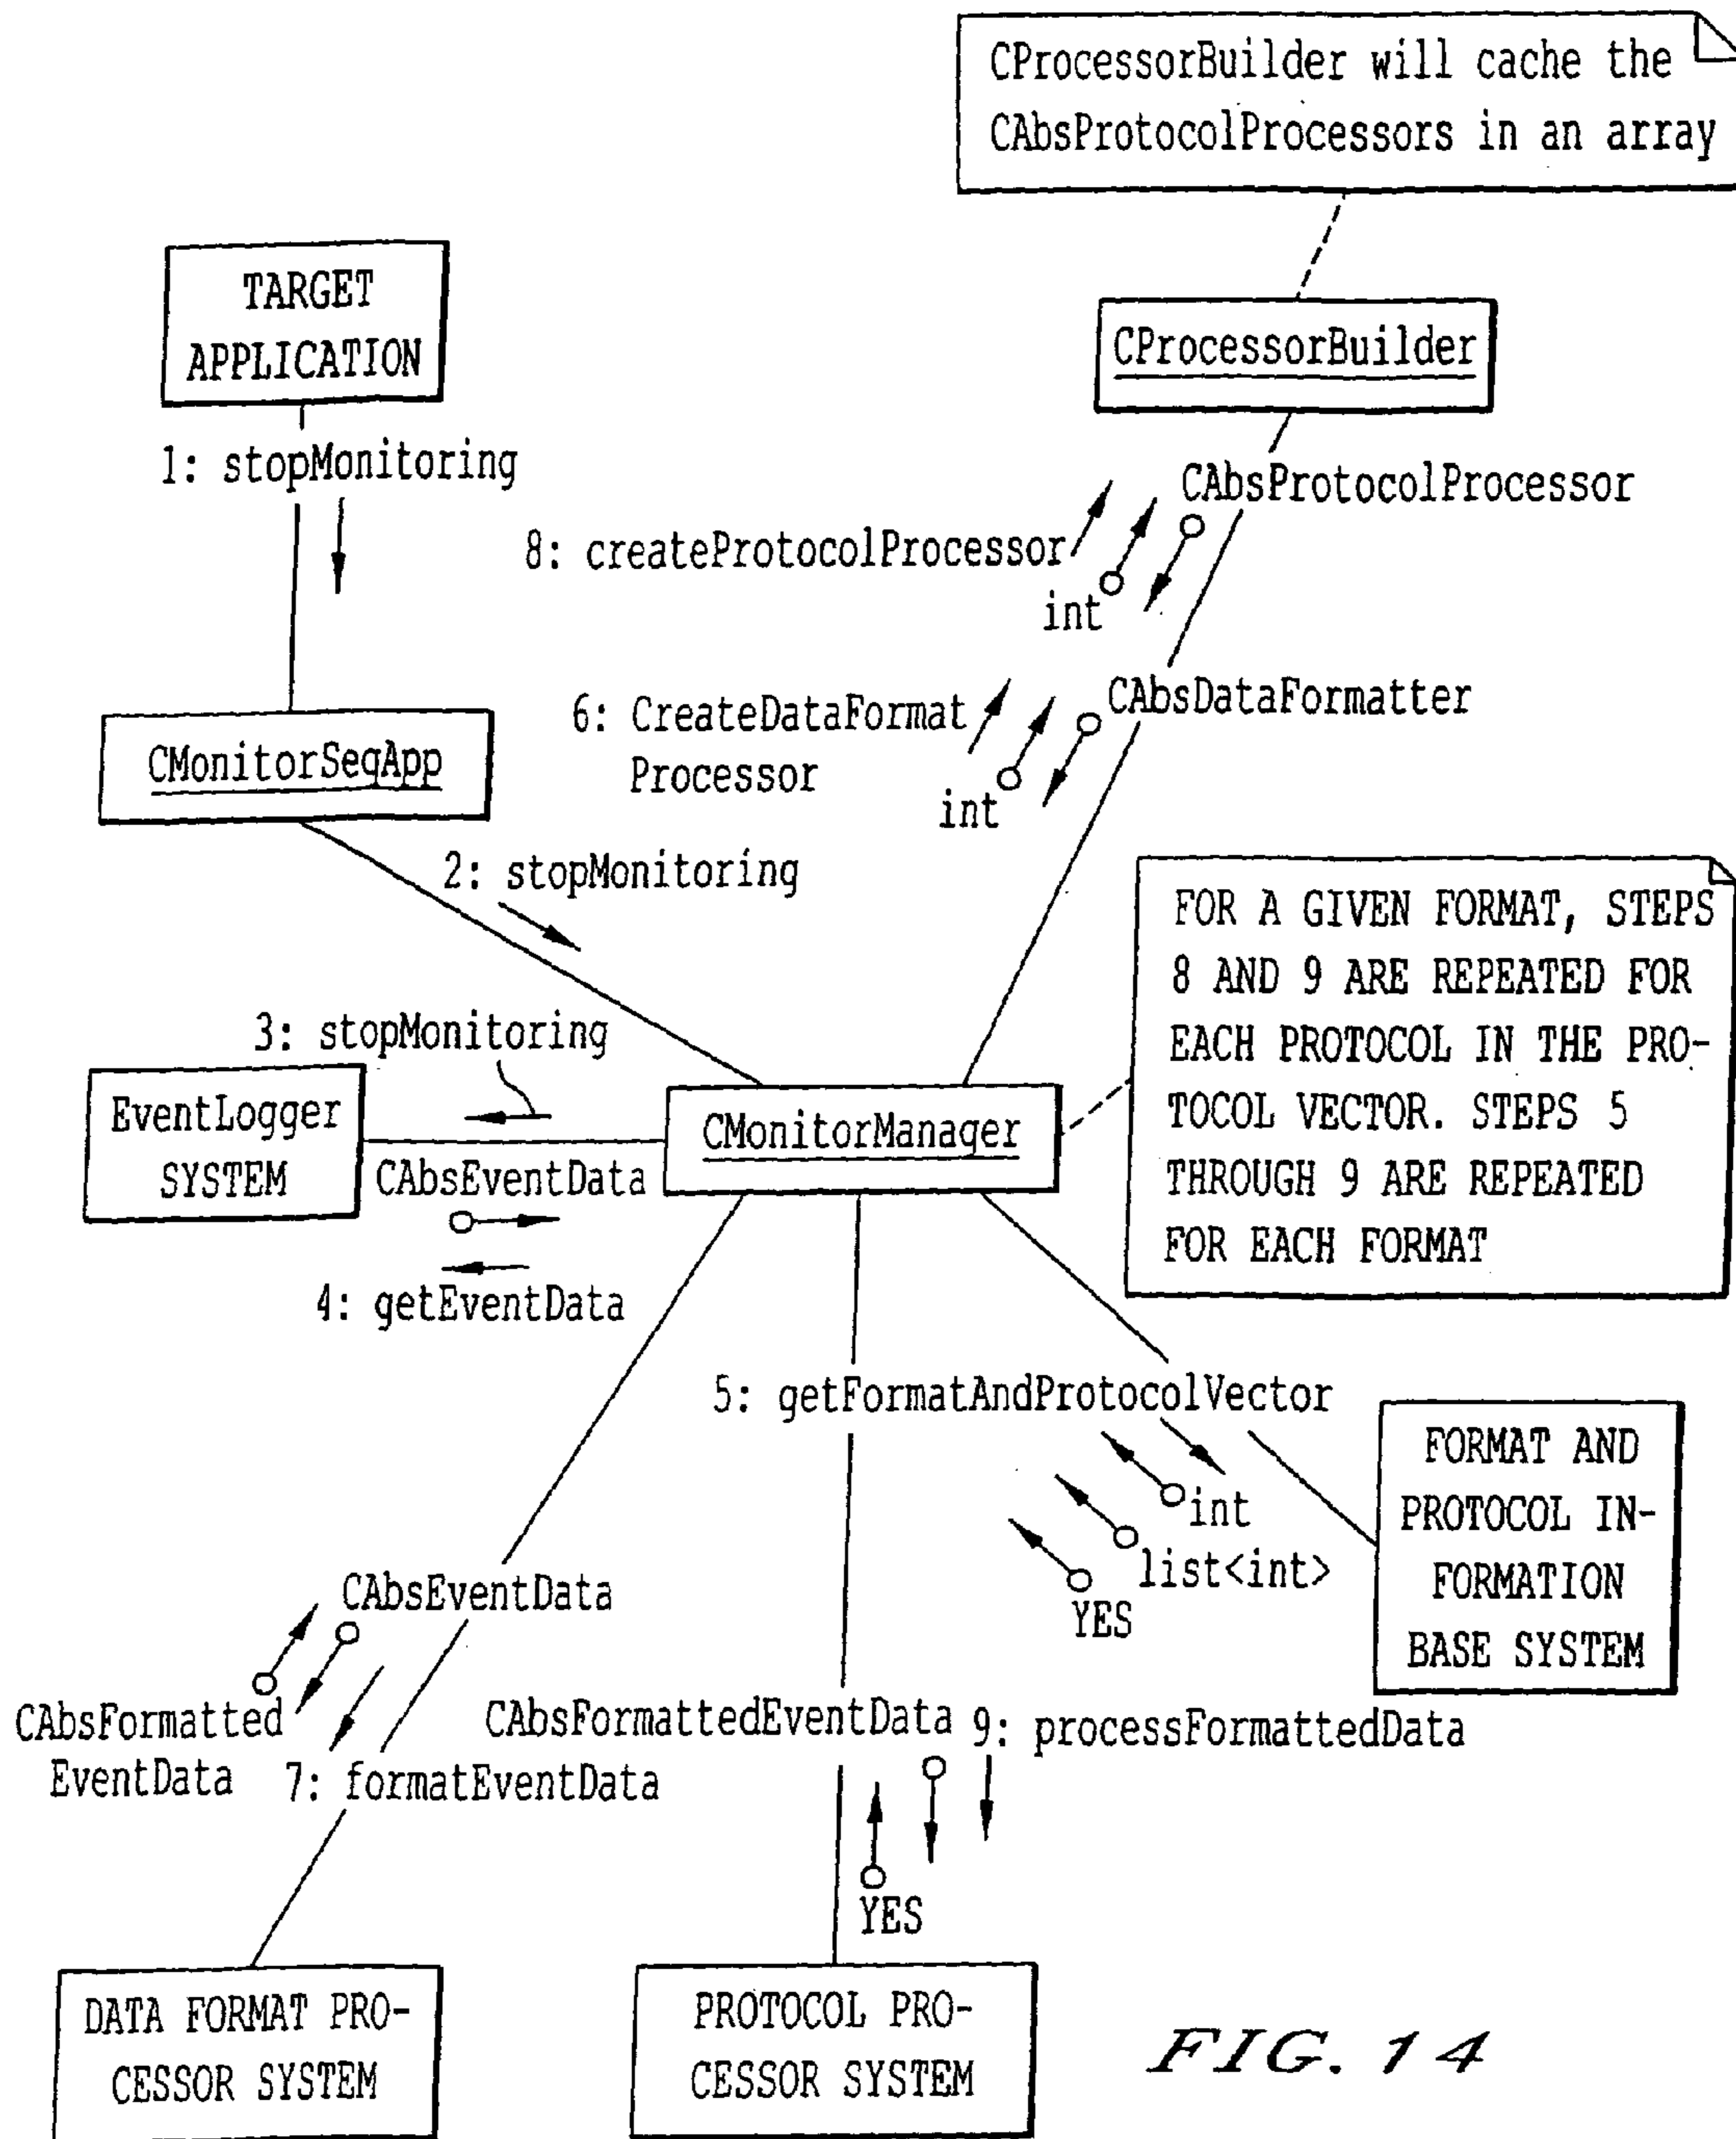 CProcessorBuilder will cache the
CAbsProtocolProcessors in an array
TARGET
APPLICATION
CProcessorBuilder
1: stopMonitoring
CAbsProtocolProcessor
8: createProtocolProcessor
int
6: CreateDataFormat
Processor
CAbsDataFormatter
int
CMonitorSeqApp
2: stopMonitoring
FOR A GIVEN FORMAT, STEPS
8 AND 9 ARE REPEATED FOR
EACH PROTOCOL IN THE PRO-
TOCOL VECTOR. STEPS 5
THROUGH 9 ARE REPEATED
FOR EACH FORMAT
3: stopMonitoring
EventLogger
SYSTEM
CMonitorManager
CAbsEventData
4: getEventData
5: getFormatAndProtocolVector
int
list<int>
YES
FORMAT AND
PROTOCOL IN-
FORMATION
BASE SYSTEM
CAbsEventData
CAbsFormatted
EventData
7: formatEventData
CAbsFormattedEventData
9: processFormattedData
YES
DATA FORMAT PRO-
CESSOR SYSTEM
PROTOCOL PRO-
CESSOR SYSTEM
FIG. 14